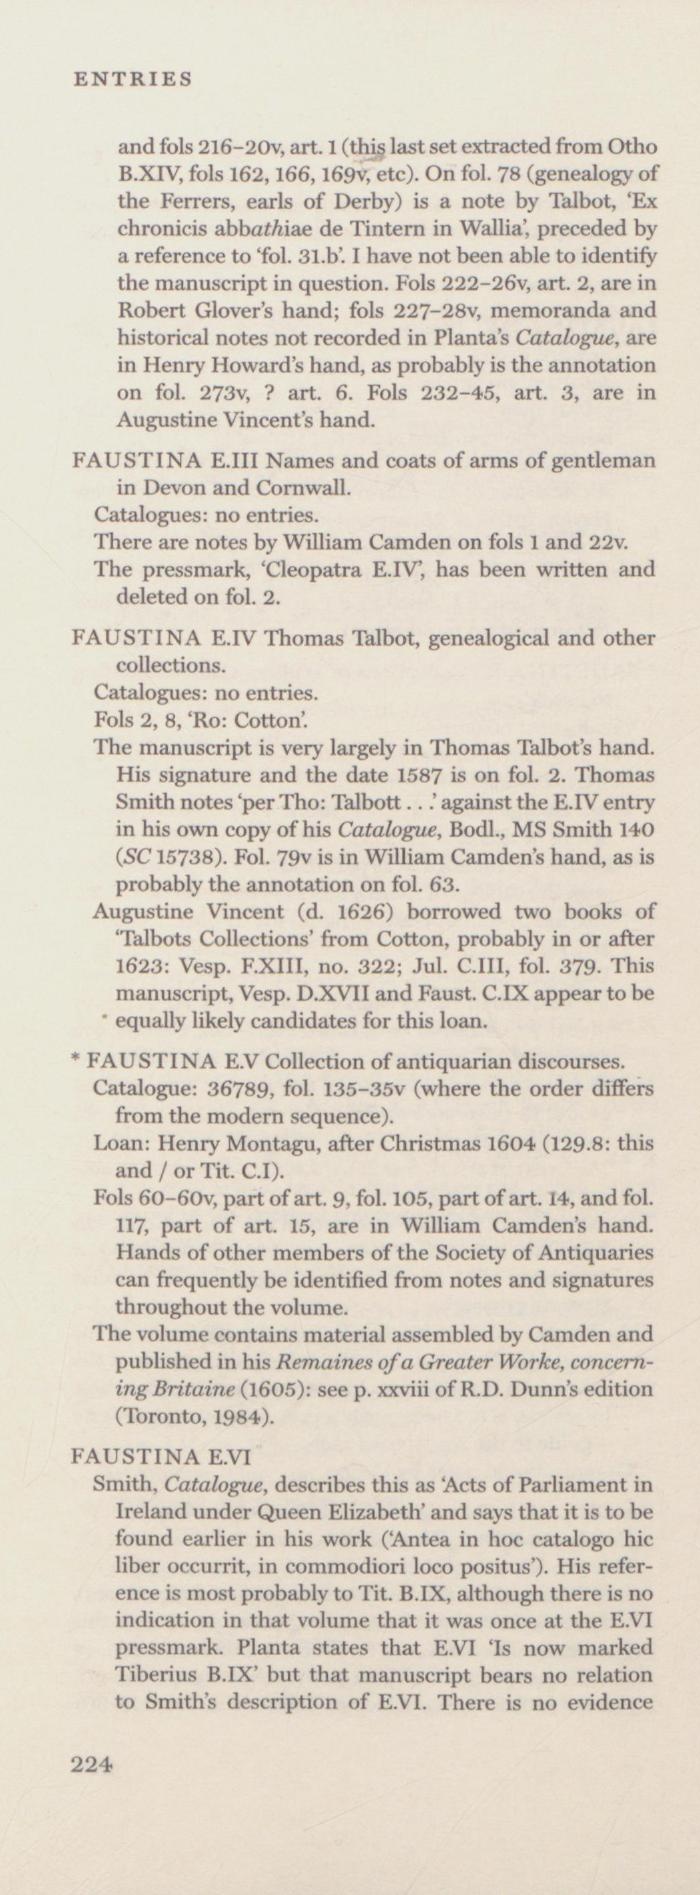 ENTRIES
and fols 216–20v, art. 1 (this last set extracted from Otho
B.XIV, fols 162, 166, 169v, etc). On fol. 78 (genealogy of
the Ferrers, earls of Derby) is a note by Talbot, ‘Ex
chronicis abbathiae de Tintern in Wallia’, preceded by
a reference to ‘fol. 31.b’. I have not been able to identify
the manuscript in question. Fols 222–26v, art. 2, are in
Robert Glover’s hand; fols 227–28v, memoranda and
historical notes not recorded in Planta’s Catalogue, are
in Henry Howard’s hand, as probably is the annotation
on fol. 273v, ? art. 6. Fols 232–45, art. 3, are in
Augustine Vincent’s hand.
FAUSTINA E.III Names and coats of arms of gentleman
in Devon and Cornwall.
Catalogues: no entries.
There are notes by William Camden on fols 1 and 22v.
The pressmark, ‘Cleopatra E.IV’, has been written and
deleted on fol. 2.
FAUSTINA E.IV Thomas Talbot, genealogical and other
collections.
Catalogues: no entries.
Fols 2, 8, ‘Ro: Cotton’.
The manuscript is very largely in Thomas Talbot’s hand.
His signature and the date 1587 is on fol. 2. Thomas
Smith notes ‘per Tho: Talbott . . .’ against the E.IV entry
in his own copy of his Catalogue, Bodl., MS Smith 140
(SC 15738). Fol. 79v is in William Camden’s hand, as is
probably the annotation on fol. 63.
Augustine Vincent (d. 1626) borrowed two books of
‘Talbots Collections’ from Cotton, probably in or after
1623: Vesp. F.XIII, no. 322; Jul. C.III, fol. 379. This
manuscript, Vesp. D.XVII and Faust. C.IX appear to be
equally likely candidates for this loan.
* FAUSTINA E.V Collection of antiquarian discourses.
Catalogue: 36789, fol. 135–35v (where the order differs
from the modern sequence).
Loan: Henry Montagu, after Christmas 1604 (129.8: this
and / or Tit. C.I).
Fols 60–60v, part of art. 9, fol. 105, part of art. 14, and fol.
117, part of art. 15, are in William Camden’s hand.
Hands of other members of the Society of Antiquaries
can frequently be identified from notes and signatures
throughout the volume.
The volume contains material assembled by Camden and
published in his Remaines of a Greater Worke, concern-
ing Britaine (1605): see p. xxviii of R.D. Dunn’s edition
(Toronto, 1984).
FAUSTINA E.VI
Smith, Catalogue, describes this as ‘Acts of Parliament in
Ireland under Queen Elizabeth’ and says that it is to be
found earlier in his work (‘Antea in hoc catalogo hic
liber occurrit, in commodiori loco positus’). His refer-
ence is most probably to Tit. B.IX, although there is no
indication in that volume that it was once at the E.VI
pressmark. Planta states that E.VI ‘Is now marked
Tiberius B.IX’ but that manuscript bears no relation
to Smith’s description of E.VI. There is no evidence
224